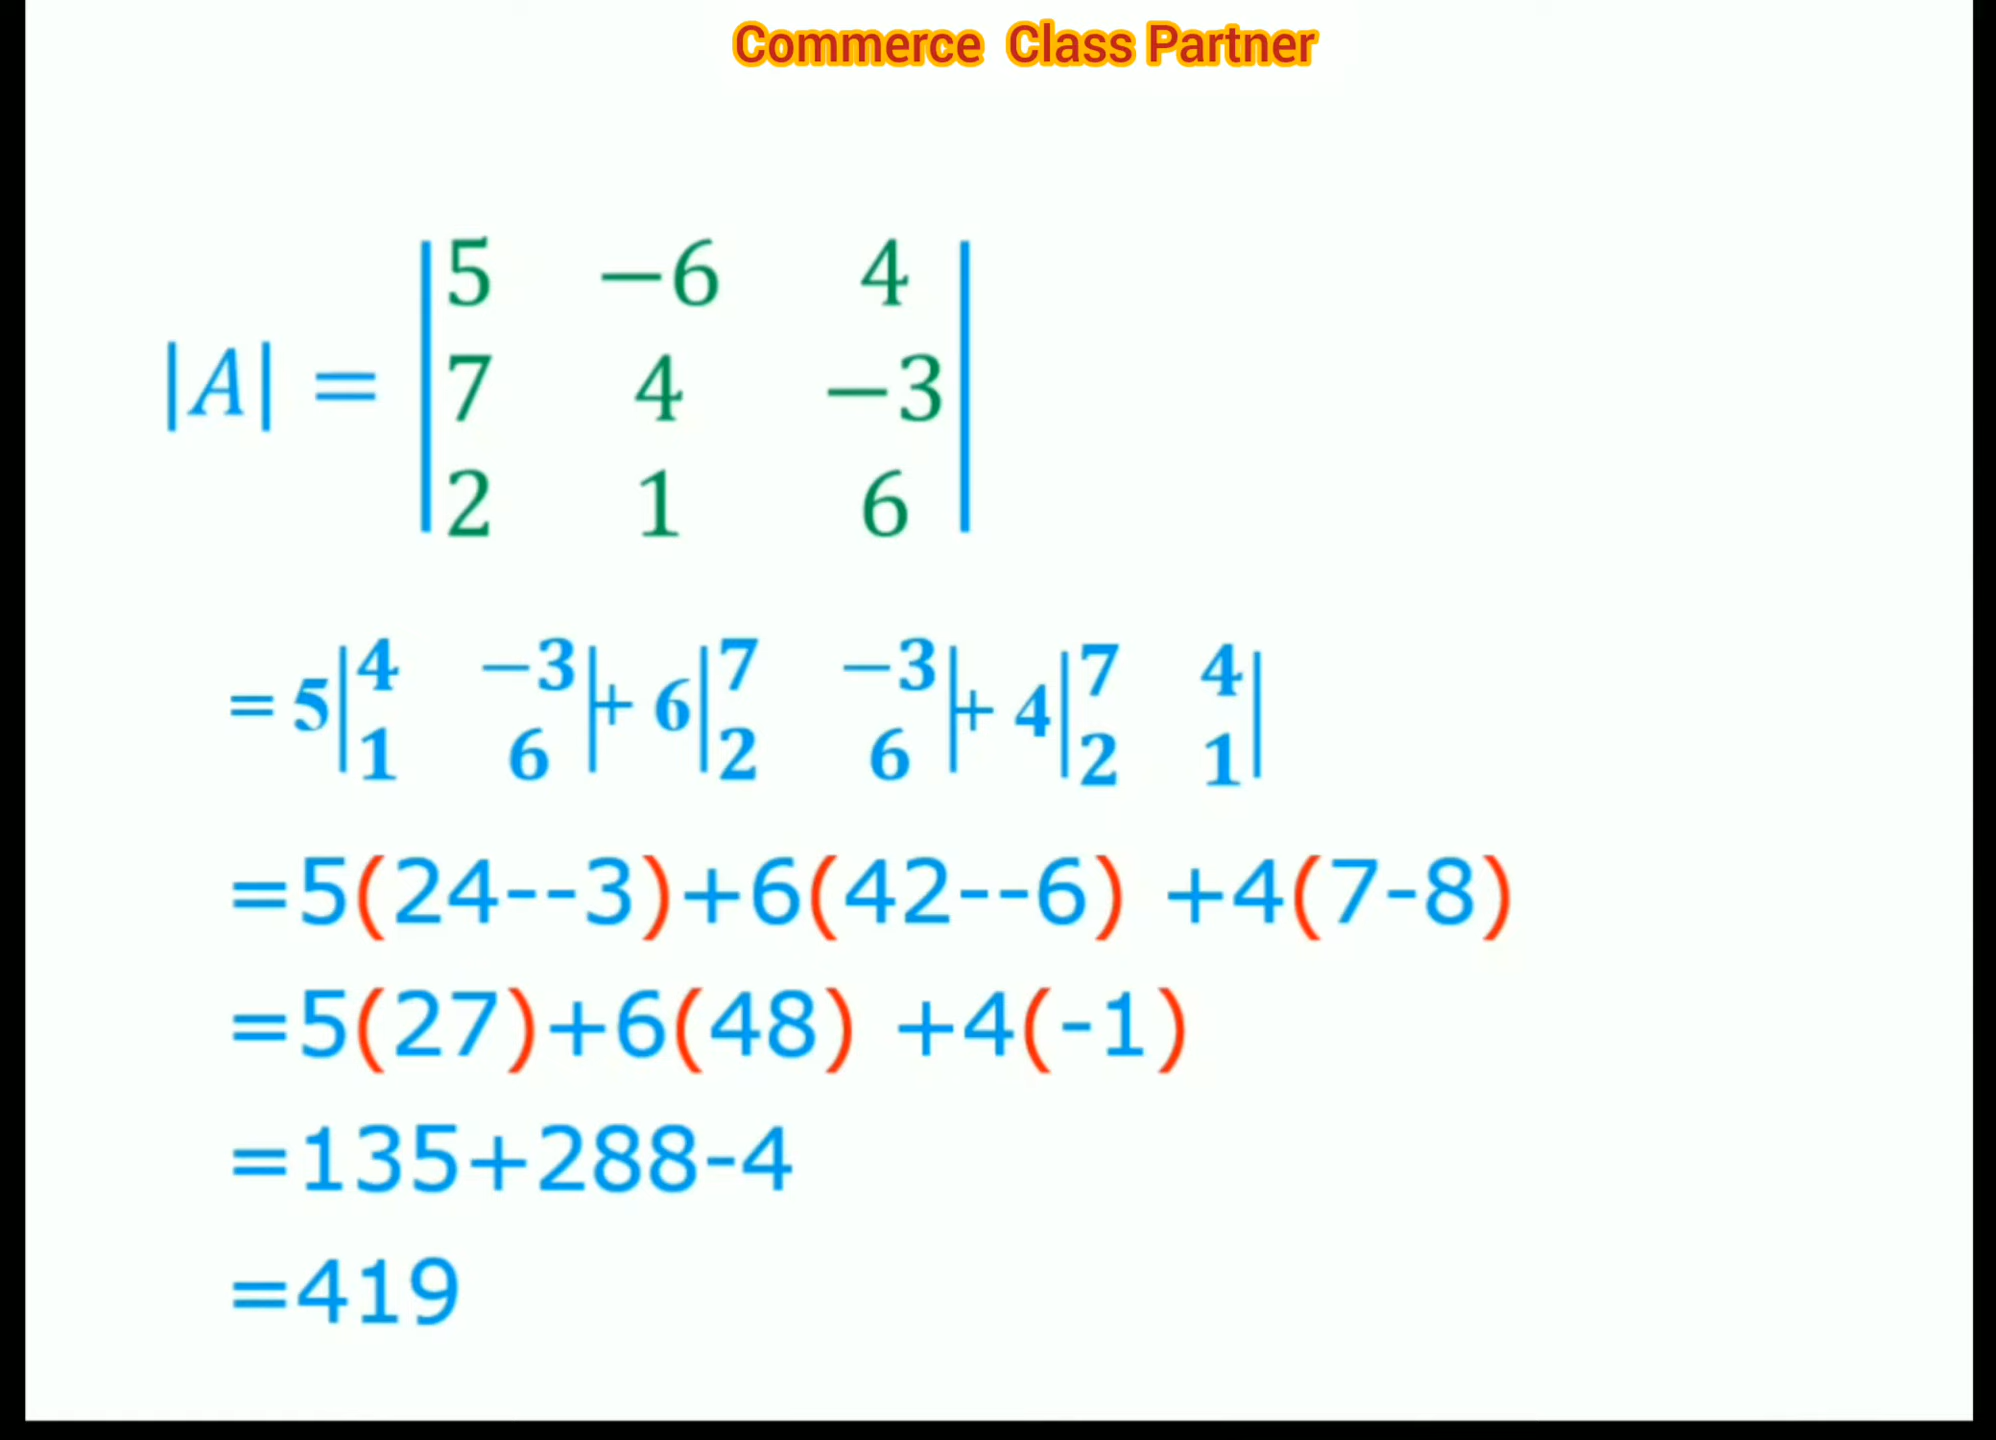 Commerce Class Partner
|A| = |5 −6 4|
|7 4 −3|
|2 1 6|
= 5|4 −3| + 6|7 −3| + 4|7 4|
|1 6| |2 6| |2 1|
=5(24--3)+6(42--6) +4(7-8)
=5(27)+6(48) +4(-1)
=135+288-4
=419